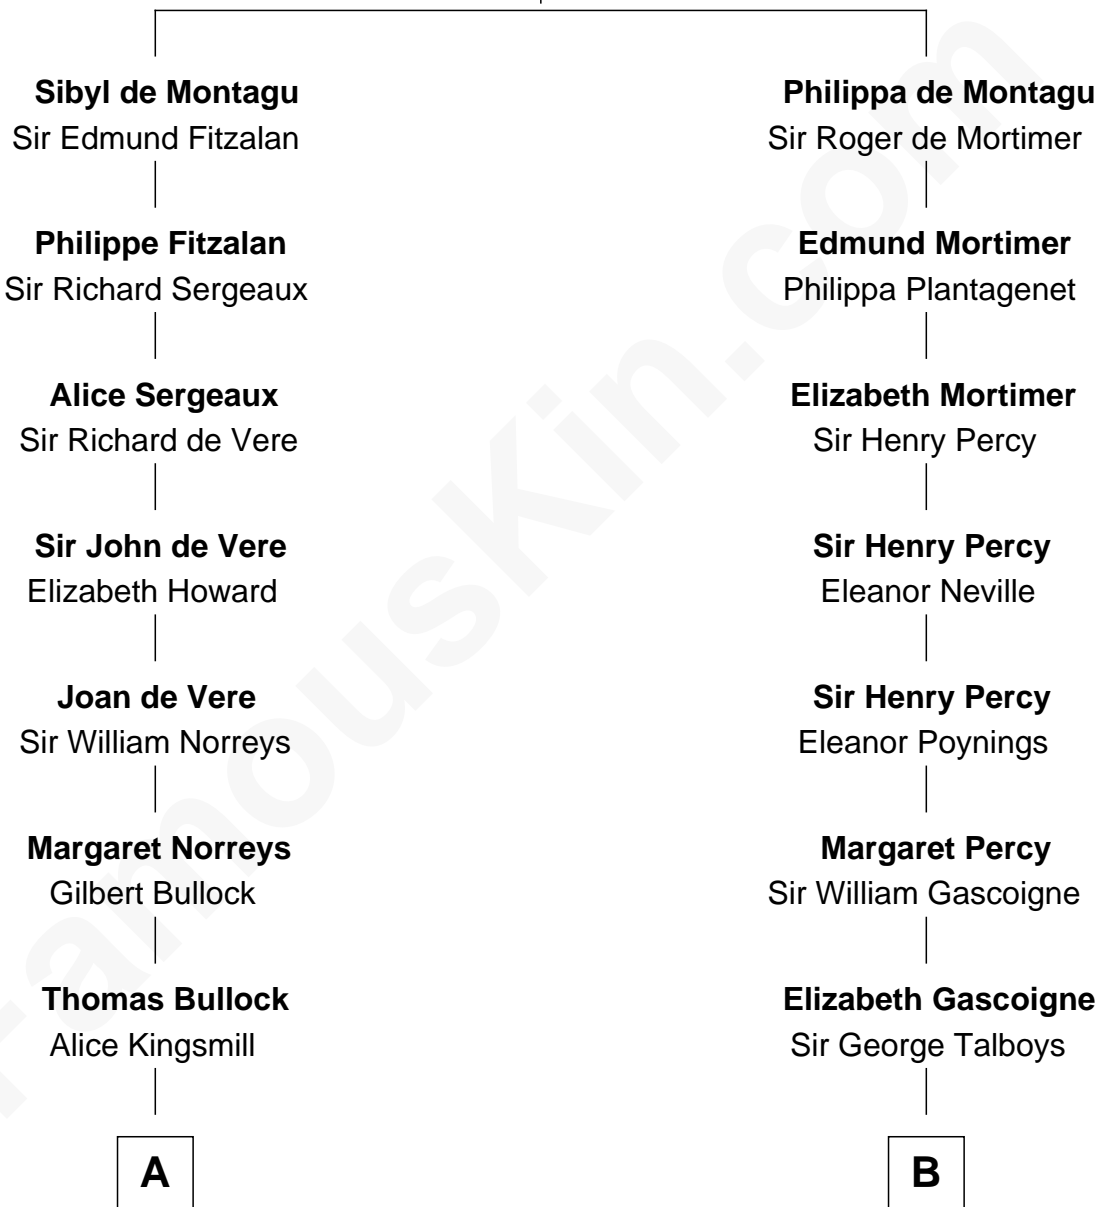 Sibyl de Montagu
Sir Edmund Fitzalan
Philippe Fitzalan
Sir Richard Sergeaux
Alice Sergeaux
Sir Richard de Vere
Sir John de Vere
Elizabeth Howard
Joan de Vere
Sir William Norreys
Margaret Norreys
Gilbert Bullock
Thomas Bullock
Alice Kingsmill
A
Philippa de Montagu
Sir Roger de Mortimer
Edmund Mortimer
Philippa Plantagenet
Elizabeth Mortimer
Sir Henry Percy
Sir Henry Percy
Eleanor Neville
Sir Henry Percy
Eleanor Poynings
Margaret Percy
Sir William Gascoigne
Elizabeth Gascoigne
Sir George Talboys
B
FamousKin.com